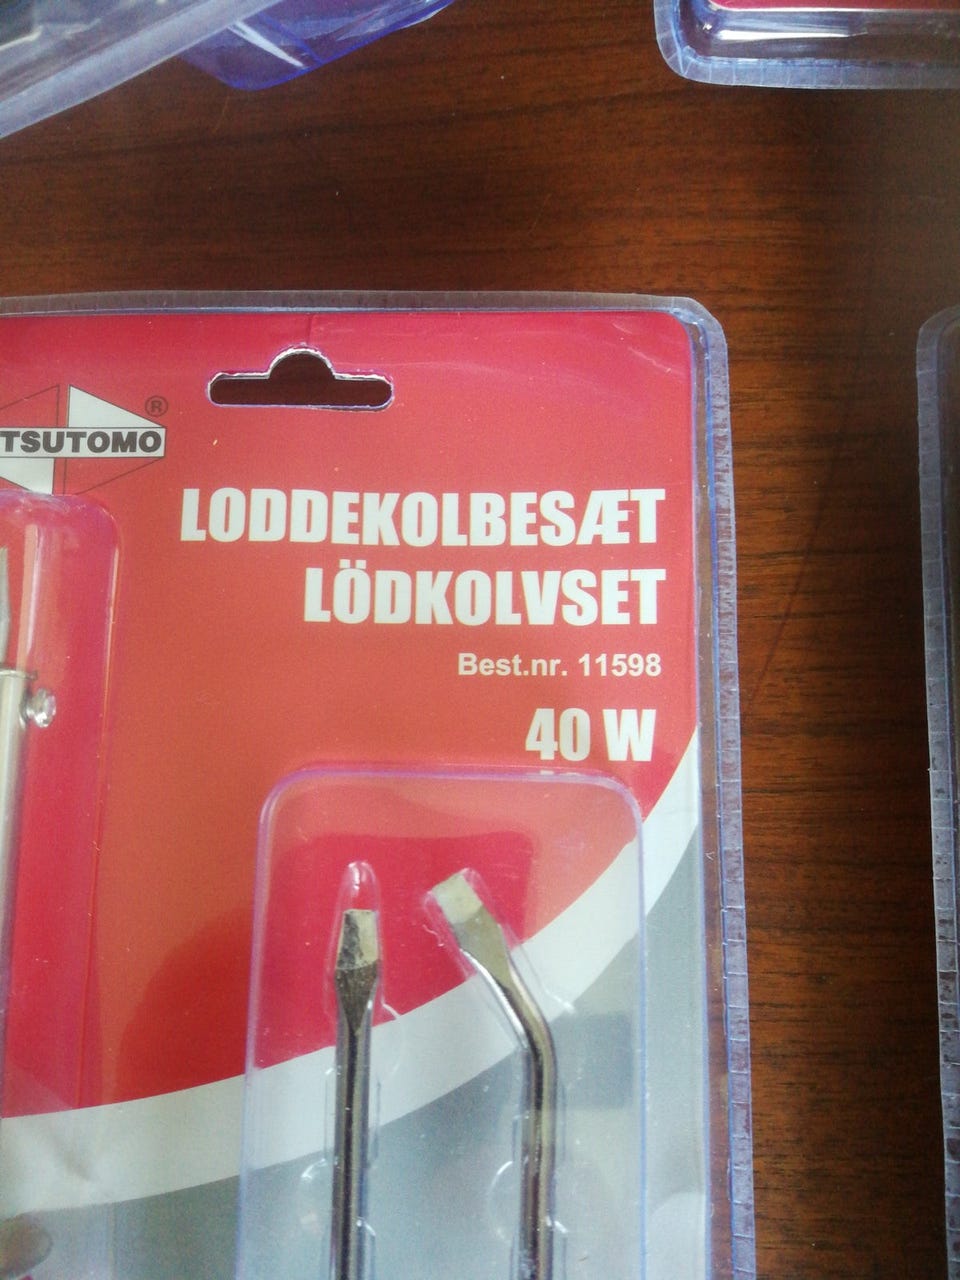 TSUTOMO ®
LODDEKOLBESÆT
LÖDKOLVSET
Best.nr. 11598
40 W